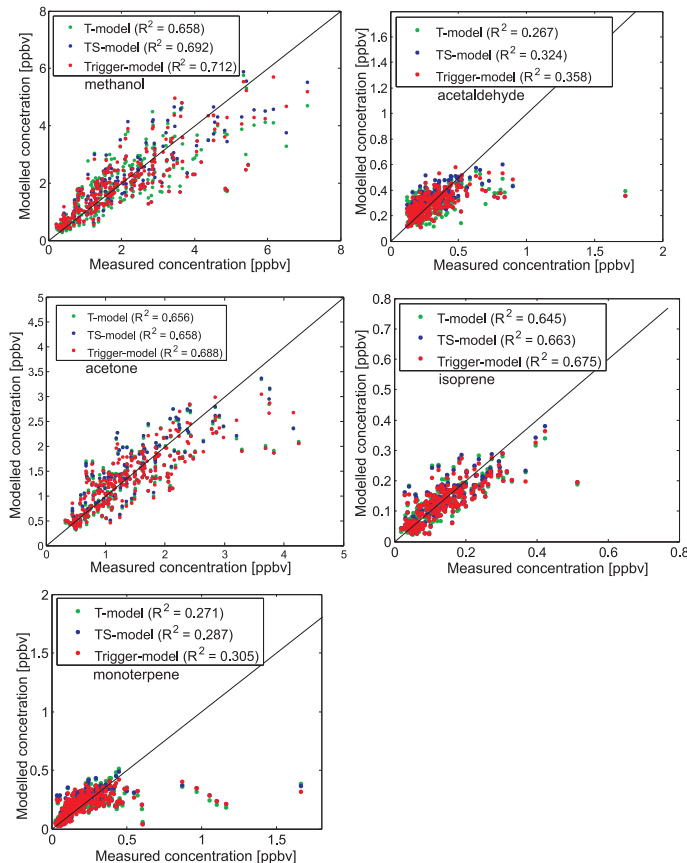 T-model (R² = 0.658)
TS-model (R² = 0.692)
Trigger-model (R² = 0.712)
methanol
Modelled concetration [ppbv]
8
6
4
2
0
0 2 4 6 8
Measured concentration [ppbv]
T-model (R² = 0.267)
TS-model (R² = 0.324)
Trigger-model (R² = 0.358)
acetaldehyde
Modelled concetration [ppbv]
1.6
1.4
1.2
1.0
0.8
0.6
0.4
0.2
0
0 0.5 1 1.5 2
Measured concentration [ppbv]
T-model (R² = 0.656)
TS-model (R² = 0.658)
Trigger-model (R² = 0.688)
acetone
Modelled concetration [ppbv]
5
4.5
4
3.5
3
2.5
2
1.5
1
0,5
0
0 1 2 3 4 5
Measured concentration [ppbv]
T-model (R² = 0.645)
TS-model (R² = 0.663)
Trigger-model (R² = 0.675)
isoprene
Modelled concetration [ppbv]
0.8
0.7
0.6
0.5
0.4
0.3
0.2
0.1
0
0 0.2 0.4 0.6 0.8
Measured concentration [ppbv]
T-model (R² = 0.271)
TS-model (R² = 0.287)
Trigger-model (R² = 0.305)
monoterpene
Modelled concetration [ppbv]
2
1.5
1
0.5
0
0 0.5 1 1.5
Measured concentration [ppbv]